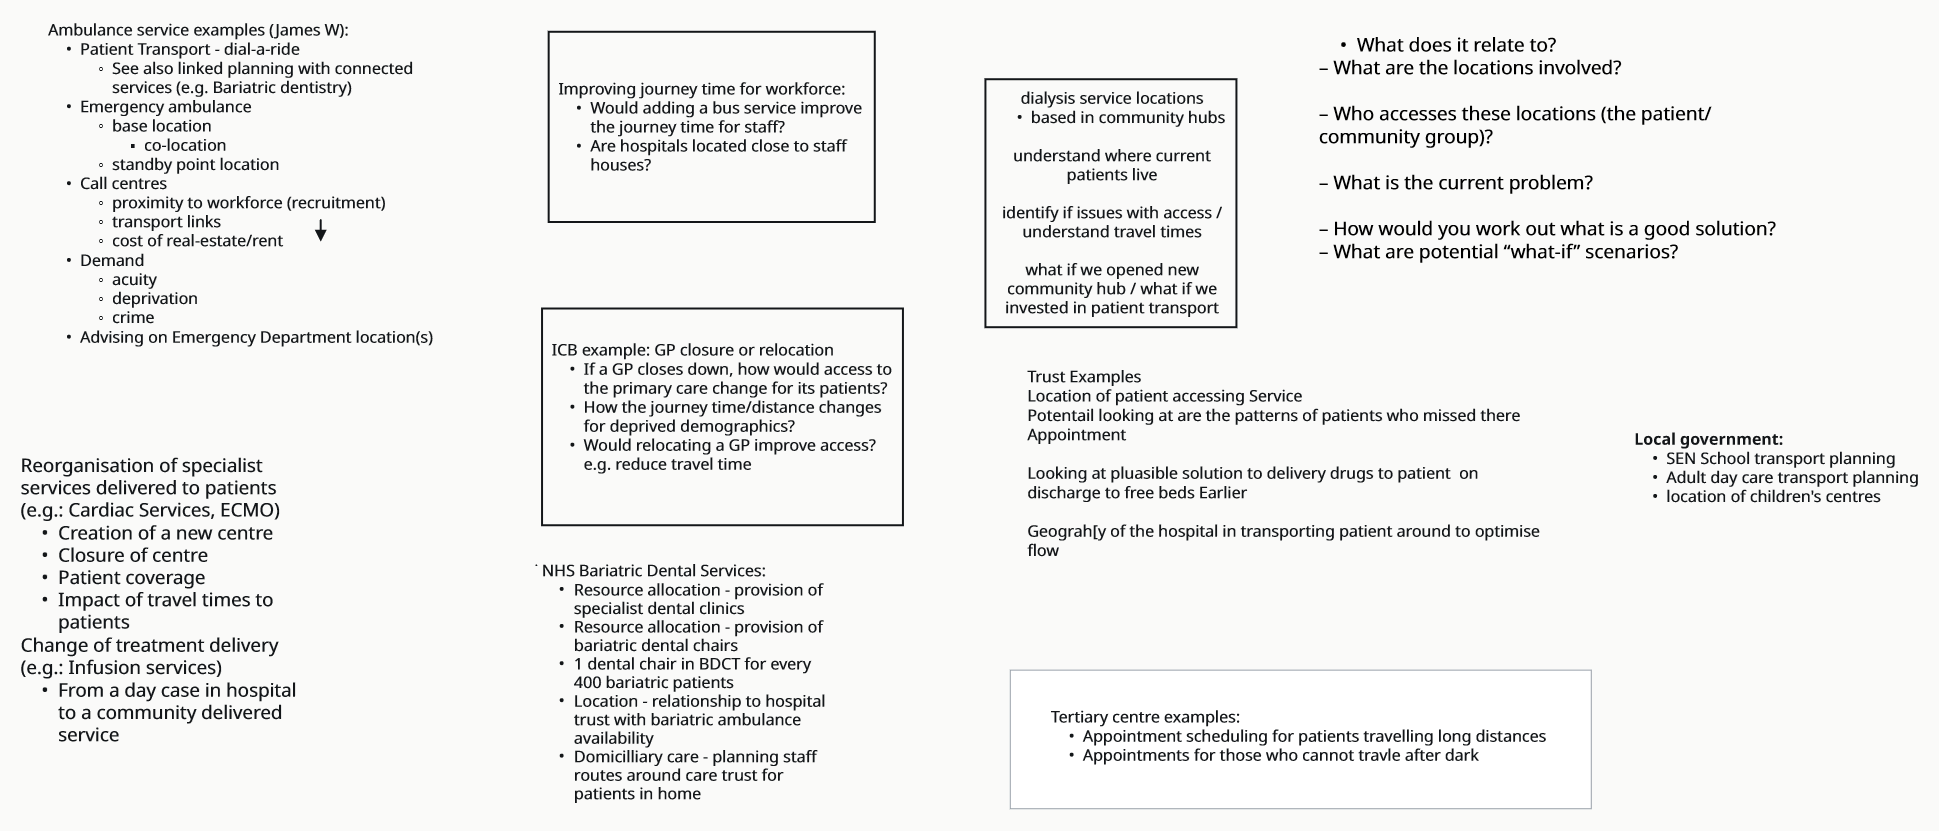 Ambulance service examples (James W):
• Patient Transport - dial-a-ride
◦ See also linked planning with connected
services (e.g. Bariatric dentistry)
• Emergency ambulance
◦ base location
▪ co-location
◦ standby point location
• Call centres
◦ proximity to workforce (recruitment)
◦ transport links
◦ cost of real-estate/rent
• Demand
◦ acuity
◦ deprivation
◦ crime
• Advising on Emergency Department location(s)
Reorganisation of specialist
services delivered to patients
(e.g.: Cardiac Services, ECMO)
• Creation of a new centre
• Closure of centre
• Patient coverage
• Impact of travel times to
patients
Change of treatment delivery
(e.g.: Infusion services)
• From a day case in hospital
to a community delivered
service
Improving journey time for workforce:
• Would adding a bus service improve
the journey time for staff?
• Are hospitals located close to staff
houses?
ICB example: GP closure or relocation
• If a GP closes down, how would access to
the primary care change for its patients?
• How the journey time/distance changes
for deprived demographics?
• Would relocating a GP improve access?
e.g. reduce travel time
NHS Bariatric Dental Services:
• Resource allocation - provision of
specialist dental clinics
• Resource allocation - provision of
bariatric dental chairs
• 1 dental chair in BDCT for every
400 bariatric patients
• Location - relationship to hospital
trust with bariatric ambulance
availability
• Domicilliary care - planning staff
routes around care trust for
patients in home
dialysis service locations
• based in community hubs
understand where current
patients live
identify if issues with access /
understand travel times
what if we opened new
community hub / what if we
invested in patient transport
• What does it relate to?
– What are the locations involved?
– Who accesses these locations (the patient/
community group)?
– What is the current problem?
– How would you work out what is a good solution?
– What are potential “what-if” scenarios?
Trust Examples
Location of patient accessing Service
Potentail looking at are the patterns of patients who missed there
Appointment
Looking at pluasible solution to delivery drugs to patient  on
discharge to free beds Earlier
Geograh[y of the hospital in transporting patient around to optimise
flow
Local government:
• SEN School transport planning
• Adult day care transport planning
• location of children's centres
Tertiary centre examples:
• Appointment scheduling for patients travelling long distances
• Appointments for those who cannot travle after dark